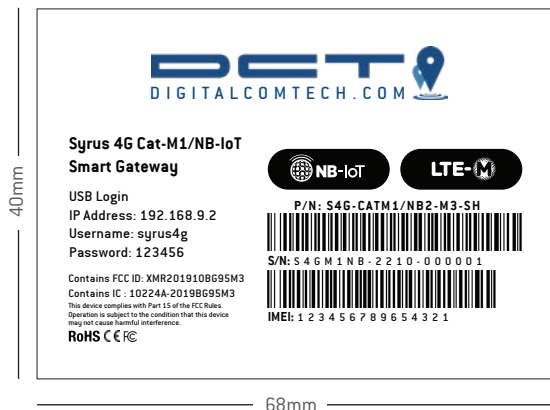 DCT
DIGITALCOMTECH.COM
Syrus 4G Cat-M1/NB-IoT
Smart Gateway
USB Login
IP Address: 192.168.9.2
Username: syrus4g
Password: 123456
Contains FCC ID: XMR201910BG95M3
Contains IC : 10224A-2019BG95M3
This device complies with Part 15 of the FCC Rules.
Operation is subject to the condition that this device
may not cause harmful interference.
RoHS CE FC
NB-IoT
LTE-M
P/N: S4G-CATM1/NB2-M3-SH
S/N: S4GM1NB-2210-000001
IMEI: 123456789654321
40mm
68mm